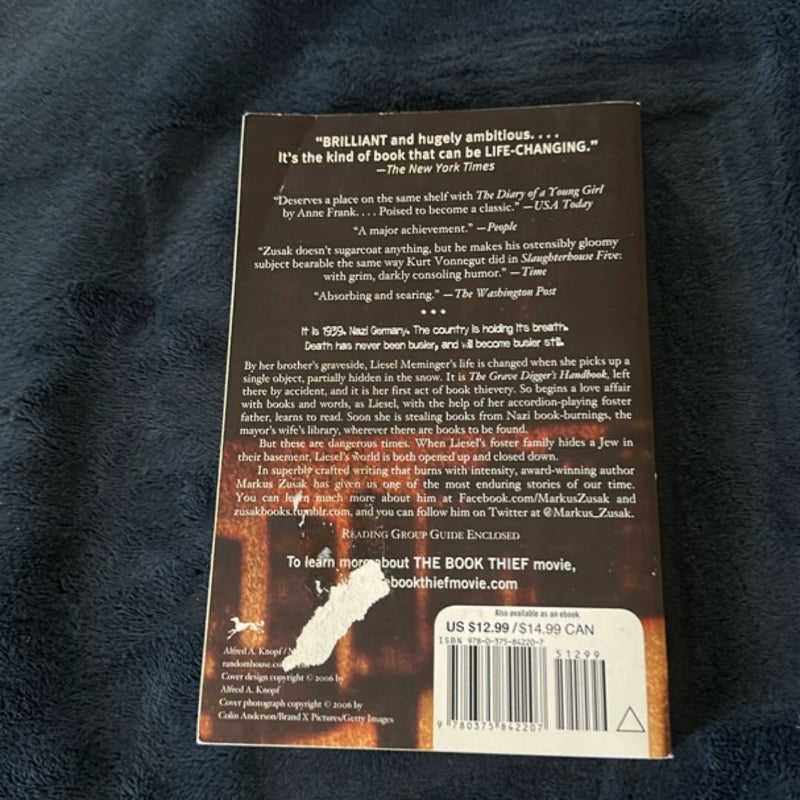 “BRILLIANT and hugely ambitious. . . .
It's the kind of book that can be LIFE-CHANGING.”
—The New York Times
“Deserves a place on the same shelf with The Diary of a Young Girl
by Anne Frank. . . . Poised to become a classic.” —USA Today
“A major achievement.” —People
“Zusak doesn't sugarcoat anything, but he makes his ostensibly gloomy
subject bearable the same way Kurt Vonnegut did in Slaughterhouse Five:
with grim, darkly consoling humor.” —Time
“Absorbing and searing.” —The Washington Post
It is 1939. Nazi Germany. The country is holding its breath.
Death has never been busier, and will become busier still.
By her brother's graveside, Liesel Meminger's life is changed when she picks up
single object, partially hidden in the snow. It is The Grave Digger's Handbook, left
there by accident, and it is her first act of book thievery. So begins a love affair
with books and words, as Liesel, with the help of her accordion-playing foster
father, learns to read. Soon she is stealing books from Nazi book-burnings, the
mayor's wife's library, wherever there are books to be found.
But these are dangerous times. When Liesel's foster family hides a Jew in
their basement, Liesel's world is both opened up and closed down.
In superbly crafted writing that burns with intensity, award-winning author
Markus Zusak has given us one of the most enduring stories of our time.
You can learn much more about him at Facebook.com/MarkusZusak and
zusakbooks.tumblr.com, and you can follow him on Twitter at @Markus_Zusak.
READING GROUP GUIDE ENCLOSED
To learn more about THE BOOK THIEF movie,
ebookthiefmovie.com
Also available as an ebook
US $12.99 / $14.99 CAN
ISBN 978-0-375-84220-7
51299
9 780375 842207
Alfred A. Knopf / N
randomhouse.co
Cover design copyright © 2006 by
Alfred A. Knopf
Cover photograph copyright © 2006 by
Colin Anderson/Brand X Pictures/Getty Images